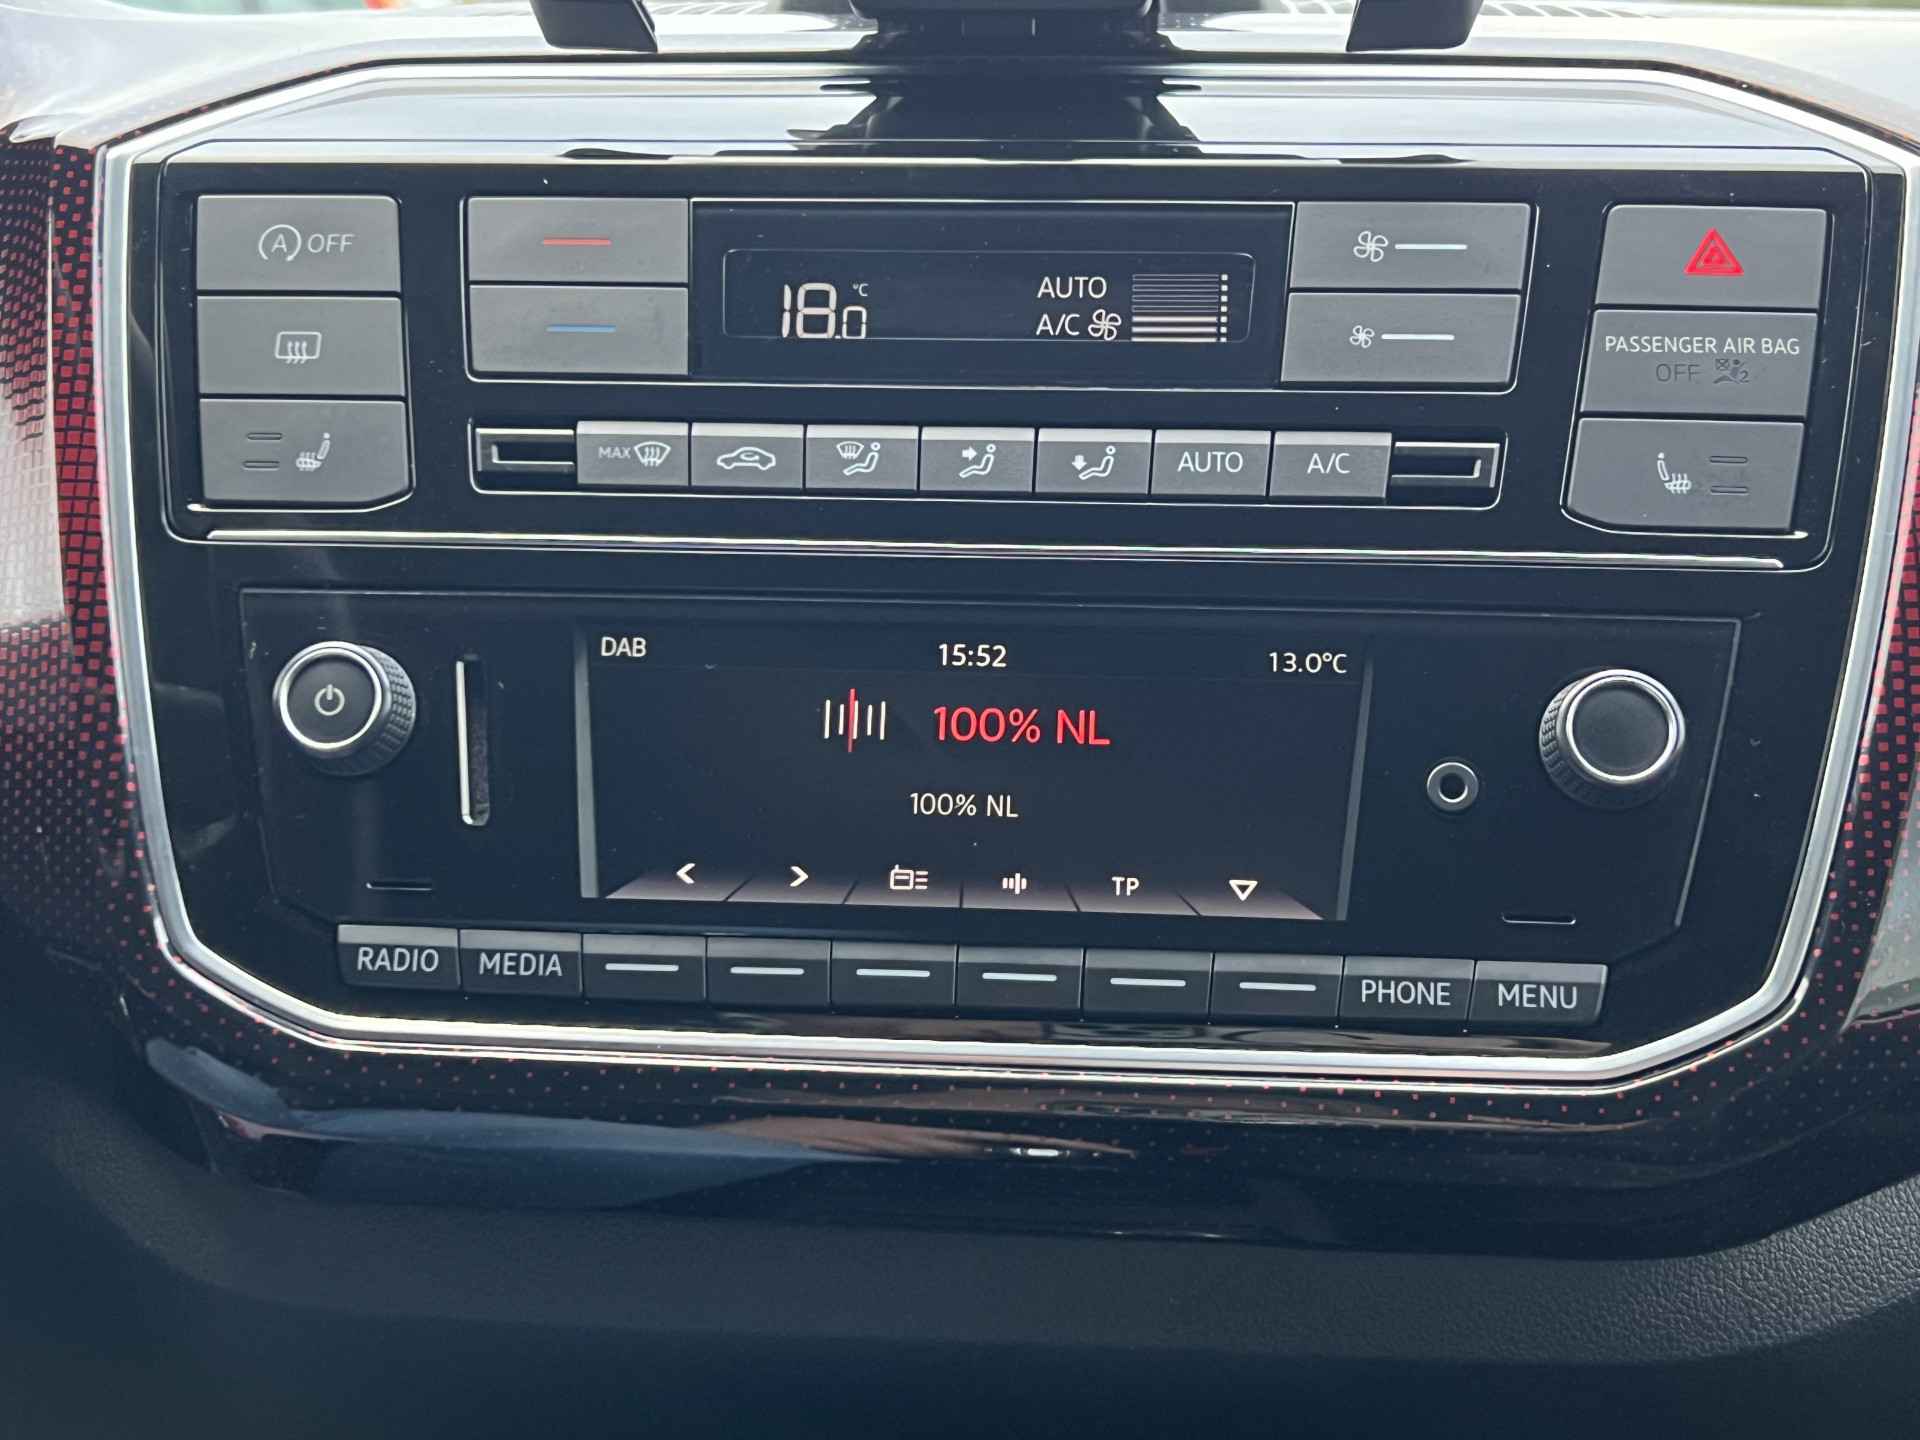 A OFF
18.0 °C
AUTO
A/C
PASSENGER AIR BAG
OFF 2
MAX
AUTO
A/C
DAB
15:52
13.0°C
100% NL
100% NL
TP
RADIO
MEDIA
PHONE
MENU